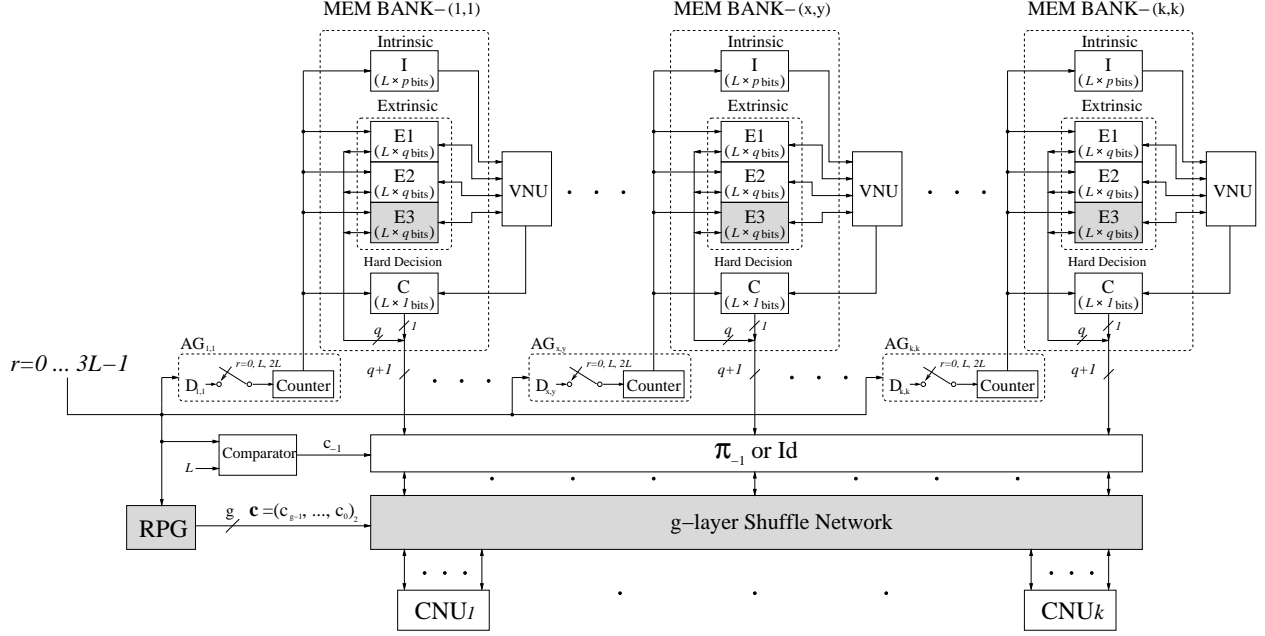 MEM BANK−(1,1) MEM BANK−(x,y) MEM BANK−(k,k)
Intrinsic Intrinsic Intrinsic
I I I
(L × p bits) (L × p bits) (L × p bits)
Extrinsic Extrinsic Extrinsic
E1 E1 E1
(L × q bits) (L × q bits) (L × q bits)
E2 VNU . . . E2 VNU . . . E2 VNU
(L × q bits) (L × q bits) (L × q bits)
E3 E3 E3
(L × q bits) (L × q bits) (L × q bits)
Hard Decision Hard Decision Hard Decision
C C C
(L × 1 bits) (L × 1 bits) (L × 1 bits)
q 1 q 1 q 1
AG1,1 AGx,y AGk,k
r=0 ... 3L−1
r=0, L, 2L r=0, L, 2L r=0, L, 2L
q+1 q+1 q+1
D1,1 Counter . . . Dx,y Counter . . . Dk,k Counter
Comparator c−1 π−1 or Id
L
RPG g c =(cg−1, ..., c0)2 g−layer Shuffle Network
CNU1 CNUk